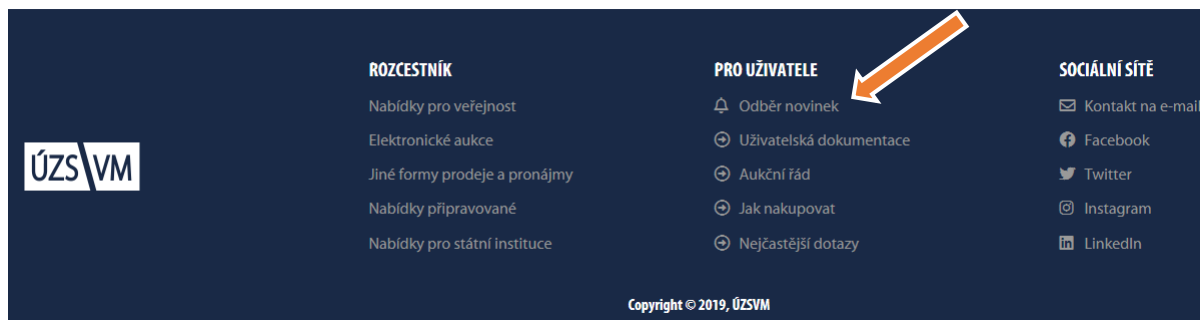 ÚZSVM
ROZCESTNÍK
Nabídky pro veřejnost
Elektronické aukce
Jiné formy prodeje a pronájmy
Nabídky připravované
Nabídky pro státní instituce
PRO UŽIVATELE
Odběr novinek
Uživatelská dokumentace
Aukční řád
Jak nakupovat
Nejčastější dotazy
SOCIÁLNÍ SÍTĚ
Kontakt na e-mail
Facebook
Twitter
Instagram
LinkedIn
Copyright © 2019, ÚZSVM